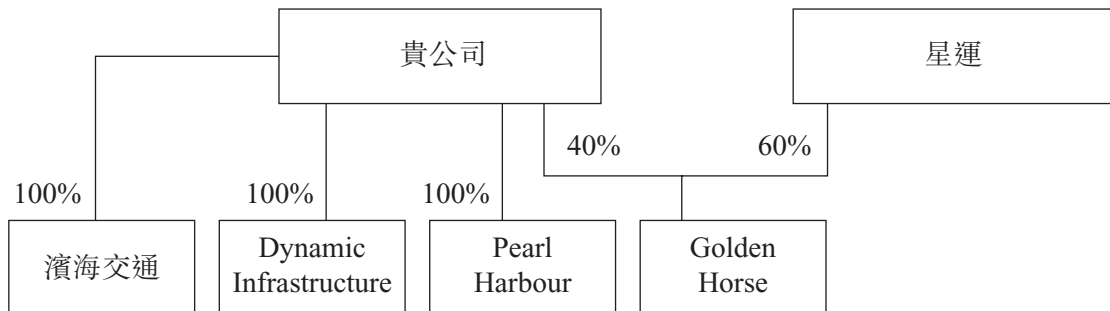 貴公司
星運
40%
60%
100%
100%
100%
濱海交通
Dynamic
Infrastructure
Pearl
Harbour
Golden
Horse